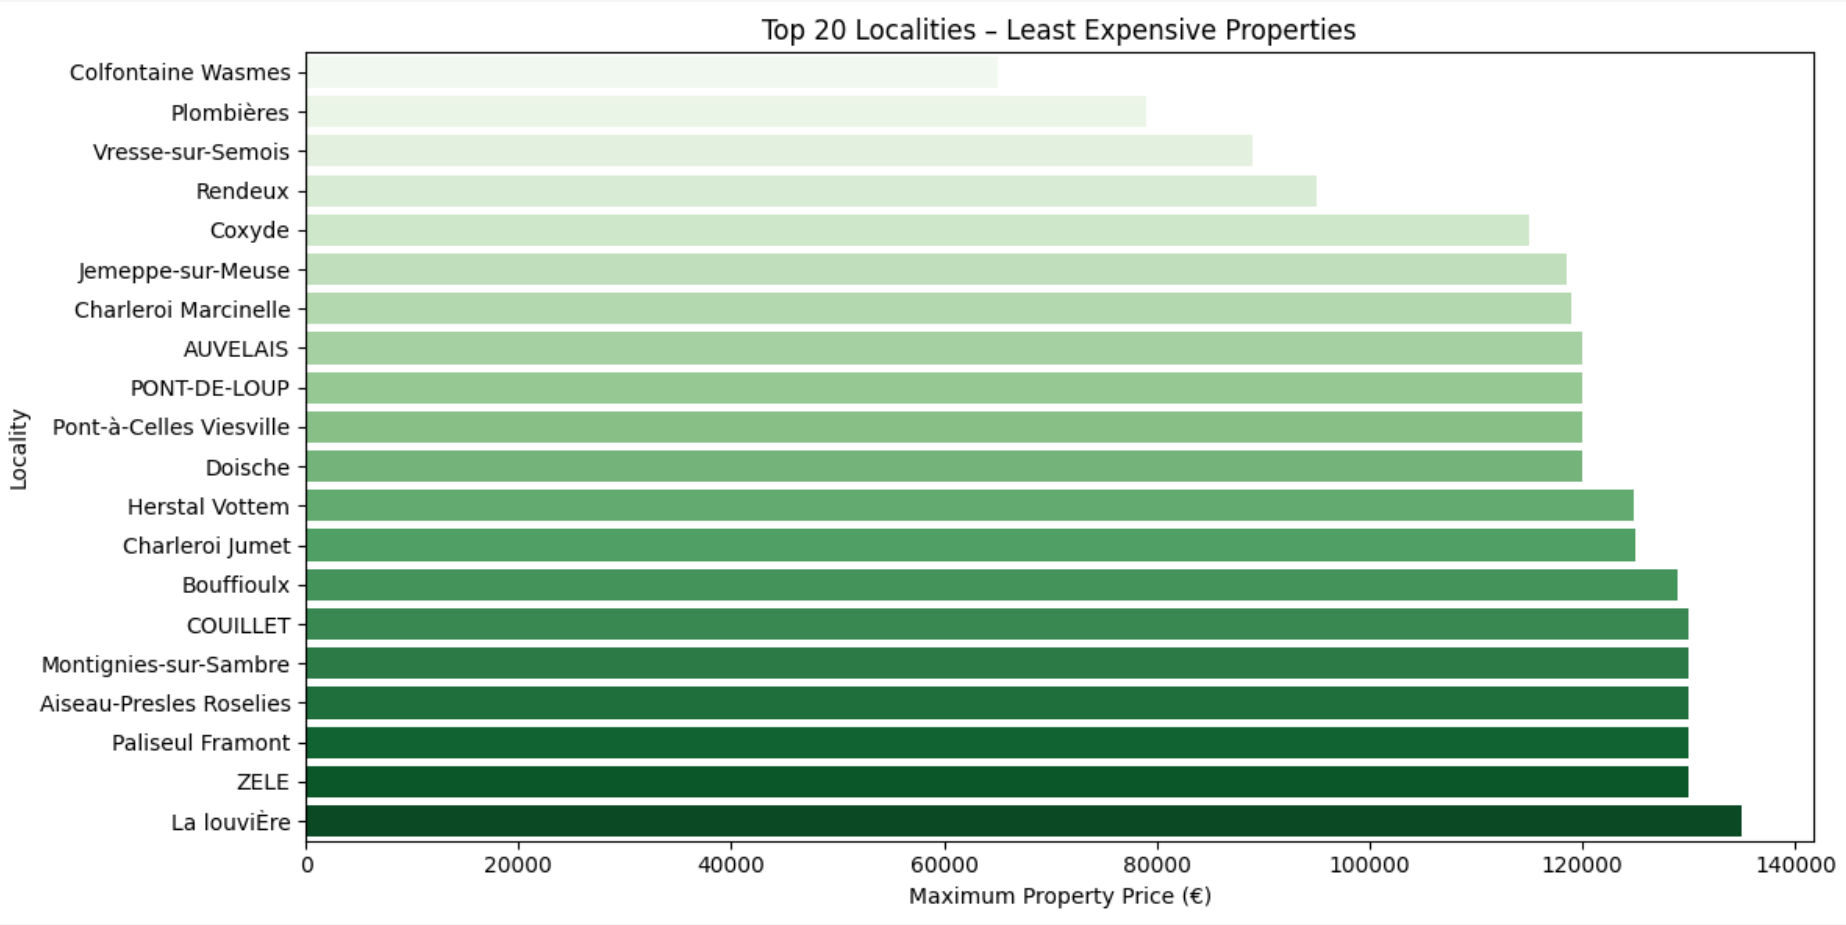 Top 20 Localities – Least Expensive Properties
Locality
Colfontaine Wasmes
Plombières
Vresse-sur-Semois
Rendeux
Coxyde
Jemeppe-sur-Meuse
Charleroi Marcinelle
AUVELAIS
PONT-DE-LOUP
Pont-à-Celles Viesville
Doische
Herstal Vottem
Charleroi Jumet
Bouffioulx
COUILLET
Montignies-sur-Sambre
Aiseau-Presles Roselies
Paliseul Framont
ZELE
La louviÈre
0 20000 40000 60000 80000 100000 120000 140000
Maximum Property Price (€)